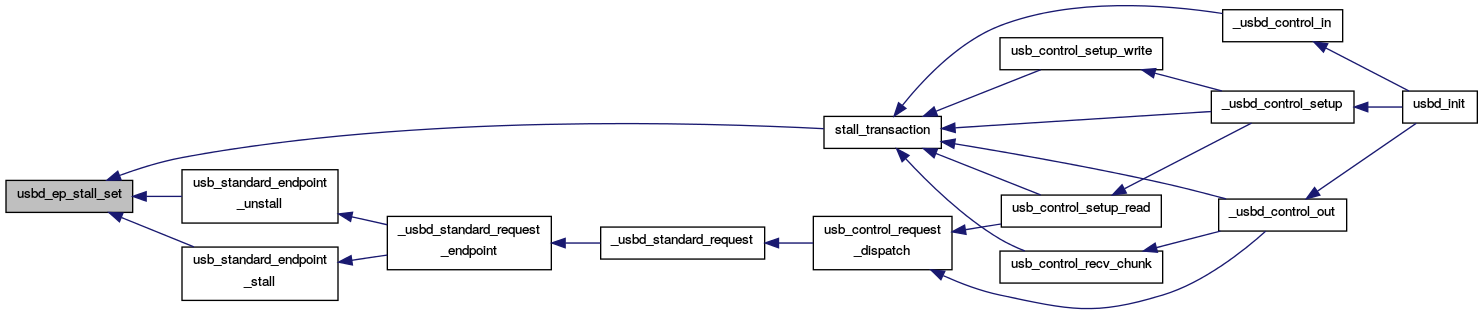 usbd_ep_stall_set
usb_standard_endpoint
_unstall
usb_standard_endpoint
_stall
_usbd_standard_request
_endpoint
_usbd_standard_request
usb_control_request
_dispatch
stall_transaction
_usbd_control_in
usb_control_setup_write
_usbd_control_setup
usbd_init
usb_control_setup_read
_usbd_control_out
usb_control_recv_chunk